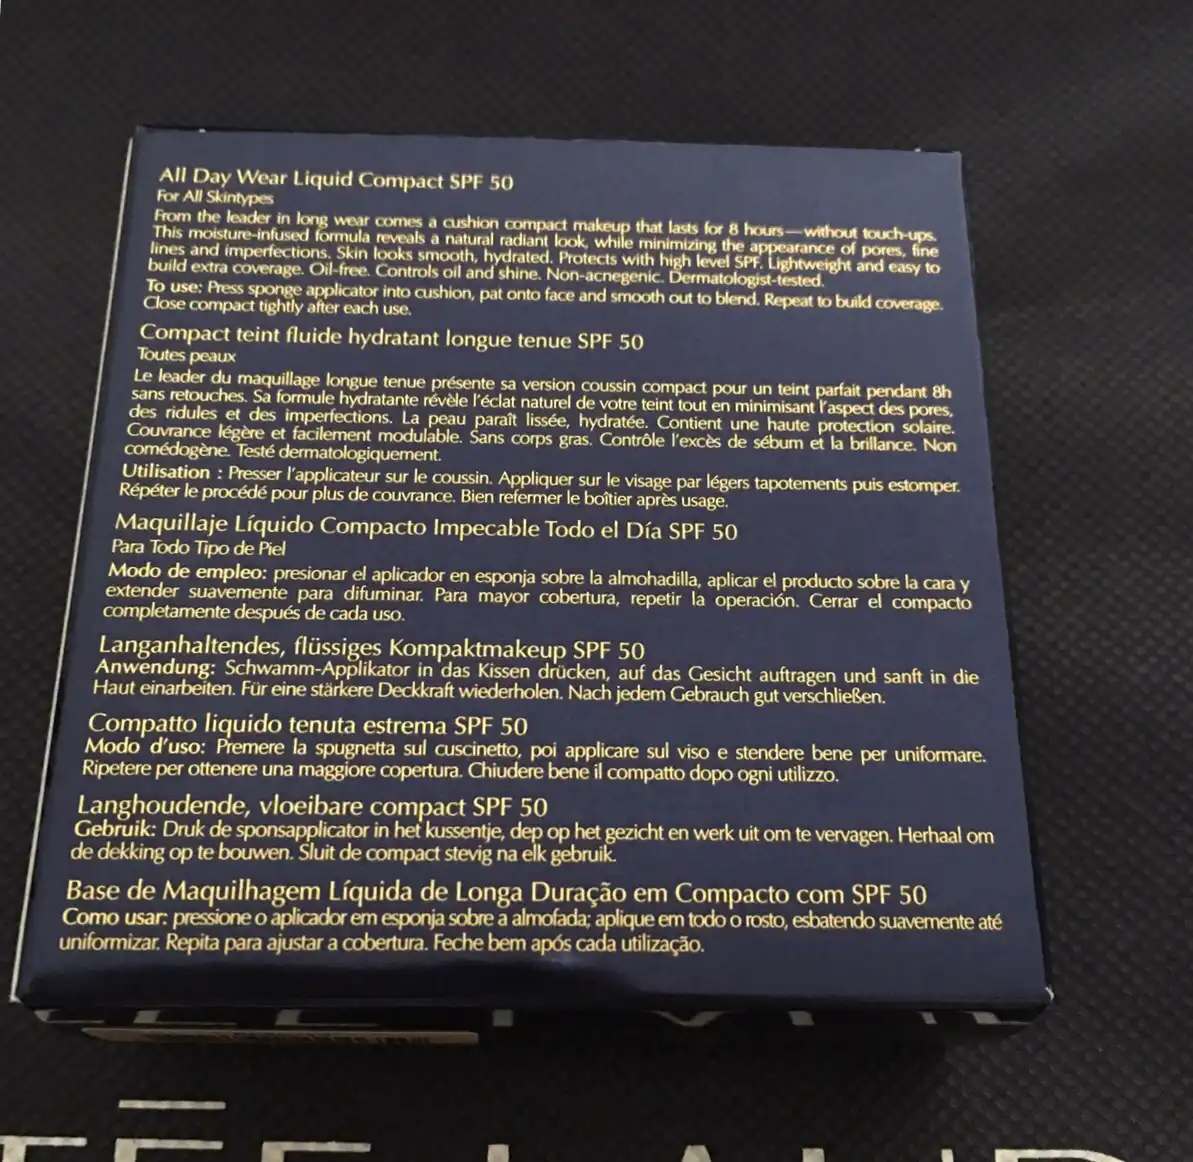 All Day Wear Liquid Compact SPF 50
For All Skintypes
From the leader in long wear comes a cushion compact makeup that lasts for 8 hours—without touch-ups.
This moisture-infused formula reveals a natural radiant look, while minimizing the appearance of pores, fine
lines and imperfections. Skin looks smooth, hydrated. Protects with high level SPF. Lightweight and easy to
build extra coverage. Oil-free. Controls oil and shine. Non-acnegenic. Dermatologist-tested.
To use: Press sponge applicator into cushion, pat onto face and smooth out to blend. Repeat to build coverage.
Close compact tightly after each use.
Compact teint fluide hydratant longue tenue SPF 50
Toutes peaux
Le leader du maquillage longue tenue présente sa version coussin compact pour un teint parfait pendant 8h
sans retouches. Sa formule hydratante révèle l'éclat naturel de votre teint tout en minimisant l'aspect des pores,
des ridules et des imperfections. La peau paraît lissée, hydratée. Contient une haute protection solaire.
Couvrance légère et facilement modulable. Sans corps gras. Contrôle l'excès de sébum et la brillance. Non
comédogène. Testé dermatologiquement.
Utilisation : Presser l'applicateur sur le coussin. Appliquer sur le visage par légers tapotements puis estomper.
Répéter le procédé pour plus de couvrance. Bien refermer le boîtier après usage.
Maquillaje Líquido Compacto Impecable Todo el Día SPF 50
Para Todo Tipo de Piel
Modo de empleo: presionar el aplicador en esponja sobre la almohadilla, aplicar el producto sobre la cara y
extender suavemente para difuminar. Para mayor cobertura, repetir la operación. Cerrar el compacto
completamente después de cada uso.
Langanhaltendes, flüssiges Kompaktmakeup SPF 50
Anwendung: Schwamm-Applikator in das Kissen drücken, auf das Gesicht auftragen und sanft in die
Haut einarbeiten. Für eine stärkere Deckkraft wiederholen. Nach jedem Gebrauch gut verschließen.
Compatto liquido tenuta estrema SPF 50
Modo d'uso: Premere la spugnetta sul cuscinetto, poi applicare sul viso e stendere bene per uniformare.
Ripetere per ottenere una maggiore copertura. Chiudere bene il compatto dopo ogni utilizzo.
Langhoudende, vloeibare compact SPF 50
Gebruik: Druk de sponsapplicator in het kussentje, dep op het gezicht en werk uit om te vervagen. Herhaal om
de dekking op te bouwen. Sluit de compact stevig na elk gebruik.
Base de Maquilhagem Líquida de Longa Duração em Compacto com SPF 50
Como usar: pressione o aplicador em esponja sobre a almofada; aplique em todo o rosto, esbatendo suavemente até
uniformizar. Repita para ajustar a cobertura. Feche bem após cada utilização.